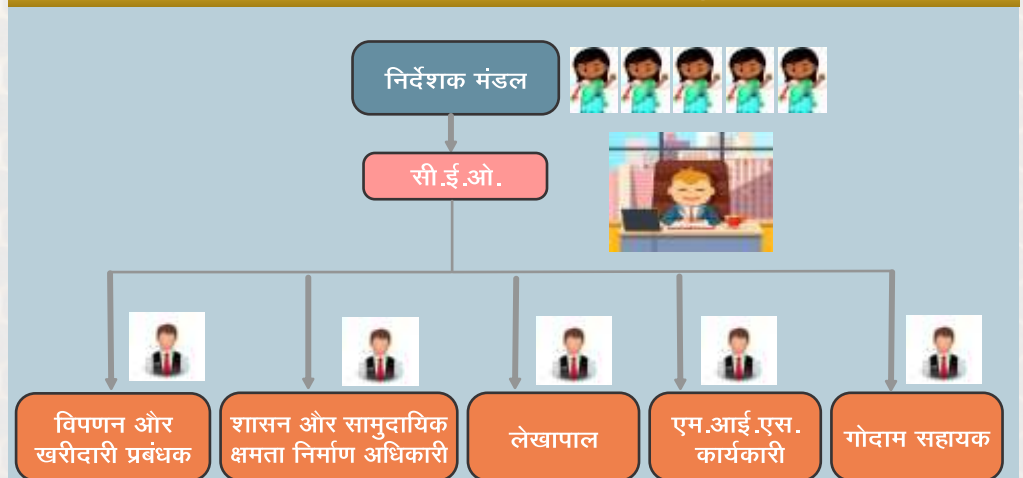 निर्देशक मंडल
सी.ई.ओ.
विपणन और
खरीदारी प्रबंधक
शासन और सामुदायिक
क्षमता निर्माण अधिकारी
लेखापाल
एम.आई.एस.
कार्यकारी
गोदाम सहायक